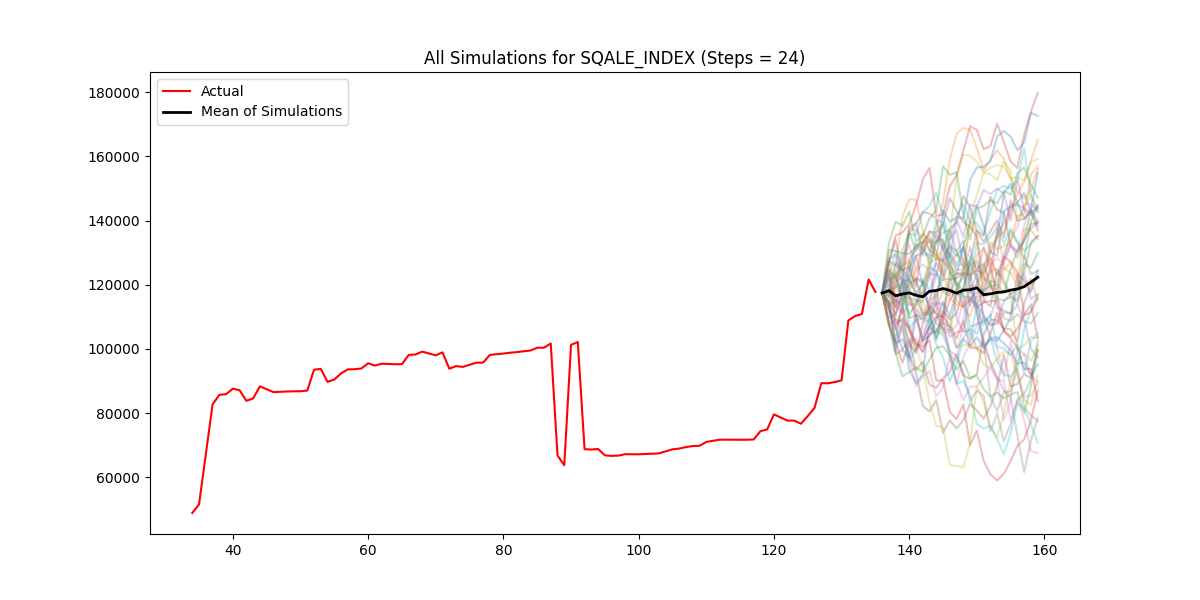 All Simulations for SQALE_INDEX (Steps = 24)
Actual
Mean of Simulations
180000
160000
140000
120000
100000
80000
60000
40 60 80 100 120 140 160